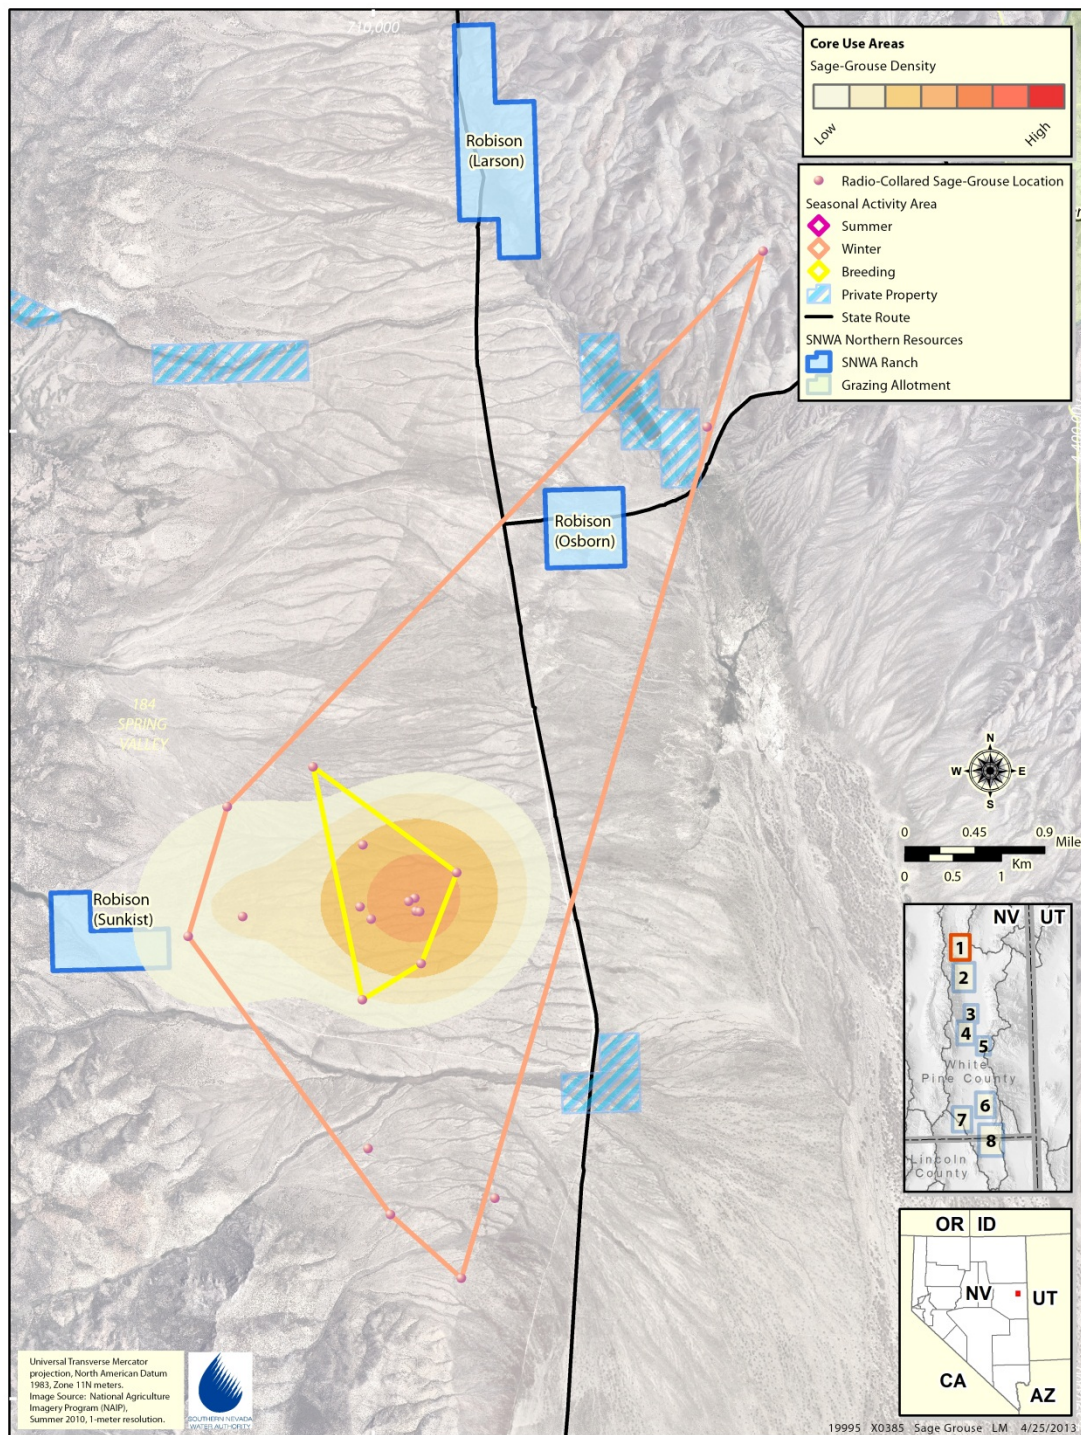 710,000
Core Use Areas
Sage-Grouse Density
Low
High
Radio-Collared Sage-Grouse Location
Seasonal Activity Area
Summer
Winter
Breeding
Private Property
State Route
SNWA Northern Resources
SNWA Ranch
Grazing Allotment
Robison
(Larson)
Robison
(Osborn)
184
SPRING
VALLEY
Robison
(Sunkist)
N
W
E
S
0 0.45 0.9
Mile
Km
0 0.5 1
NV UT
1
2
3
4
5
White
Pine County
6
7
8
Lincoln
County
OR ID
NV
UT
CA
AZ
Universal Transverse Mercator
projection, North American Datum
1983, Zone 11N meters.
Image Source: National Agriculture
Imagery Program (NAIP),
Summer 2010, 1-meter resolution.
SOUTHERN NEVADA
WATER AUTHORITY
19995 X0385 Sage Grouse LM 4/25/2013